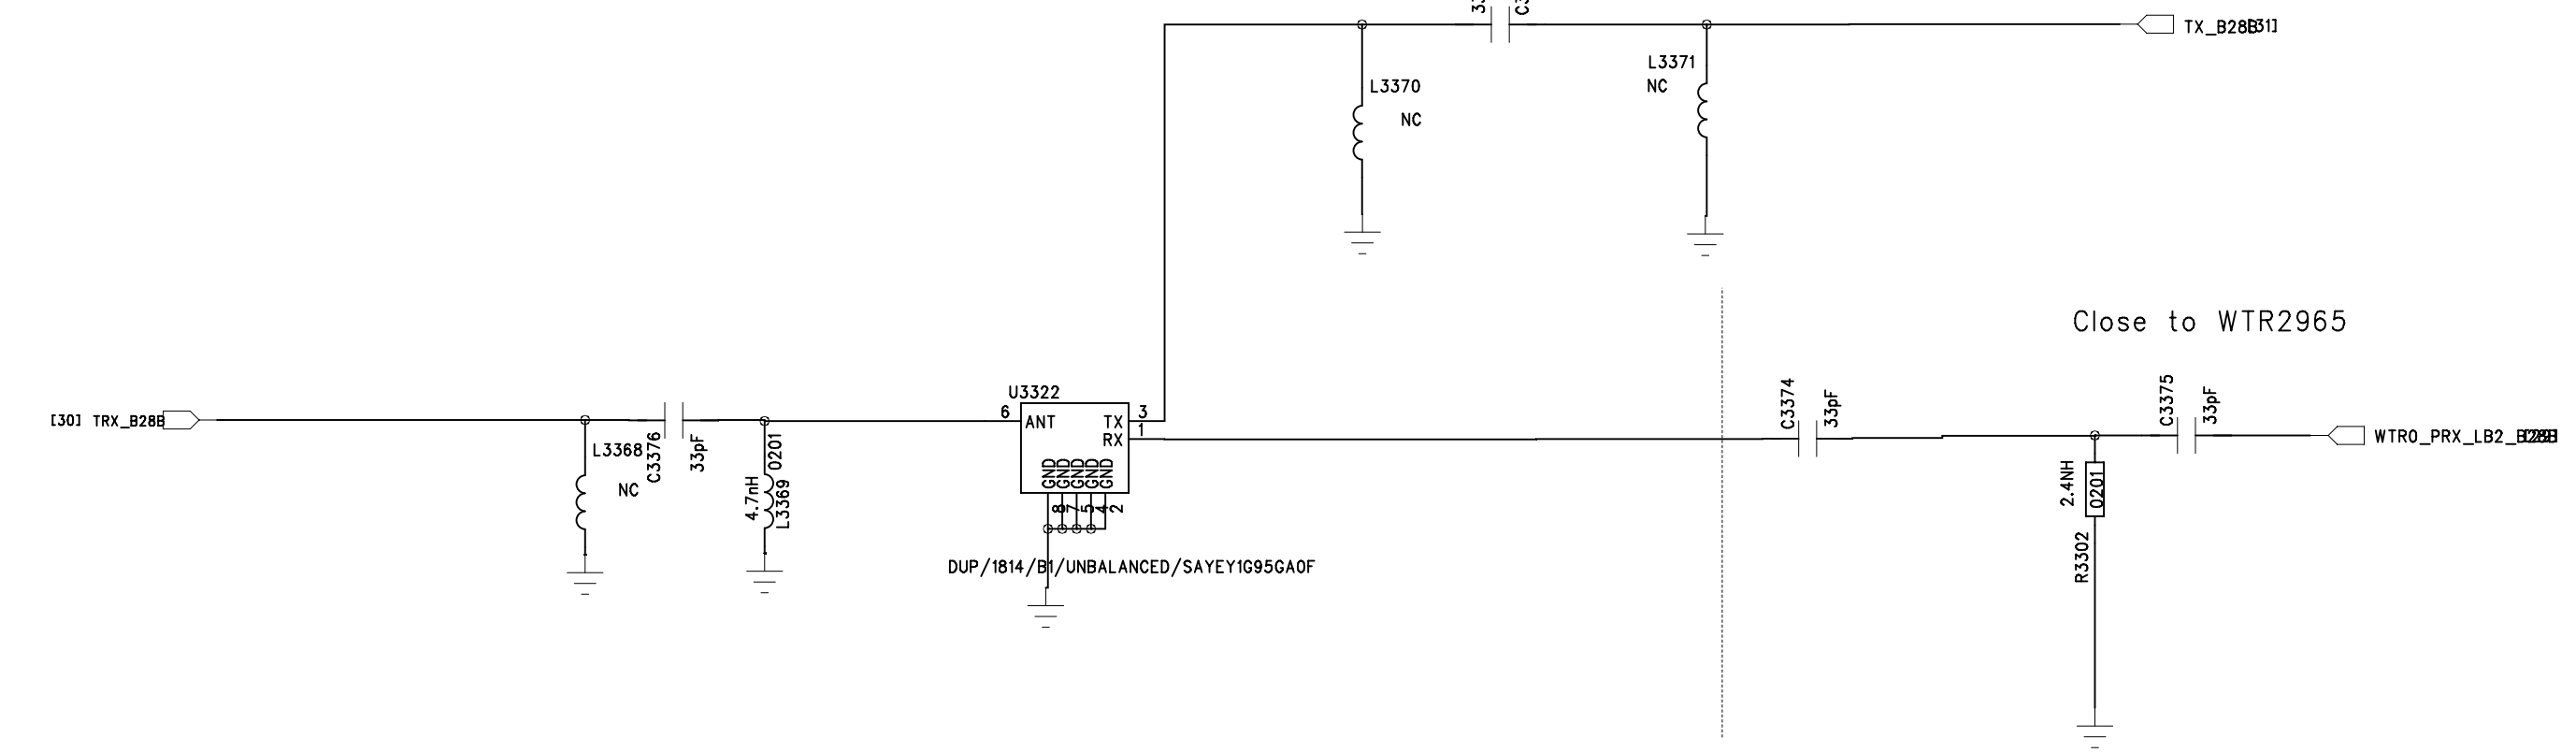 TX_B28B [31]
L3371
NC
L3370
NC
Close to WTR2965
C3375
33pF
C3374
33pF
U3322
6
ANT
TX
3
RX
1
[30] TRX_B28B
L3368
NC
C3376
33pF
0201
4.7nH
L3369
GND
GND
GND
GND
GND
8
7
5
4
2
DUP/1814/B1/UNBALANCED/SAYEY1G95GA0F
2.4NH
0201
R3302